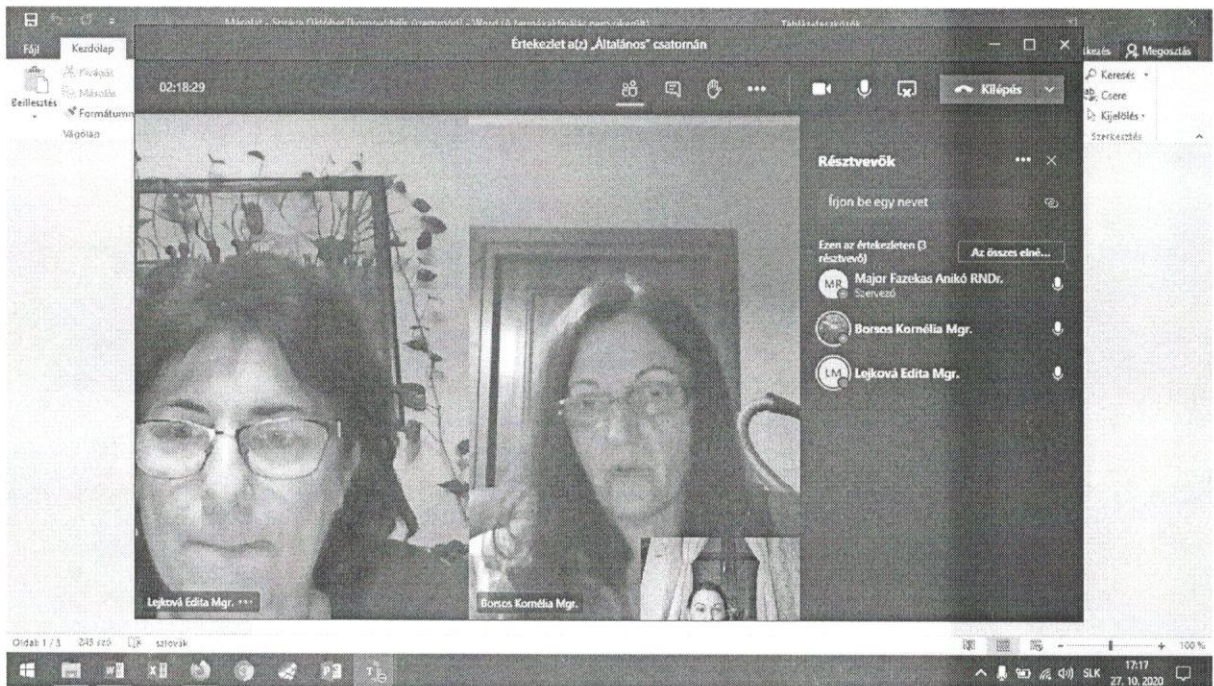 Fájl Kezdőlap
Értekezlet a(z) „Általános” csatornán
Megosztás
Beillesztés
Kivágás
Másolás
Vágólap
02:18:29
Kilépés
Keresés
Csere
Kijelölés
Szerkesztés
Résztvevők
Írjon be egy nevet
Ezen az értekezleten (3
résztvevő)
Az összes elné...
MR
Major Fazekas Anikó RNDr.
Szervező
Borsos Kornélia Mgr.
LM
Lejková Edita Mgr.
Lejková Edita Mgr. ...
Borsos Kornélia Mgr.
Oldal: 1 / 3 szlovák
100 %
SLK
17:17
27. 10. 2020